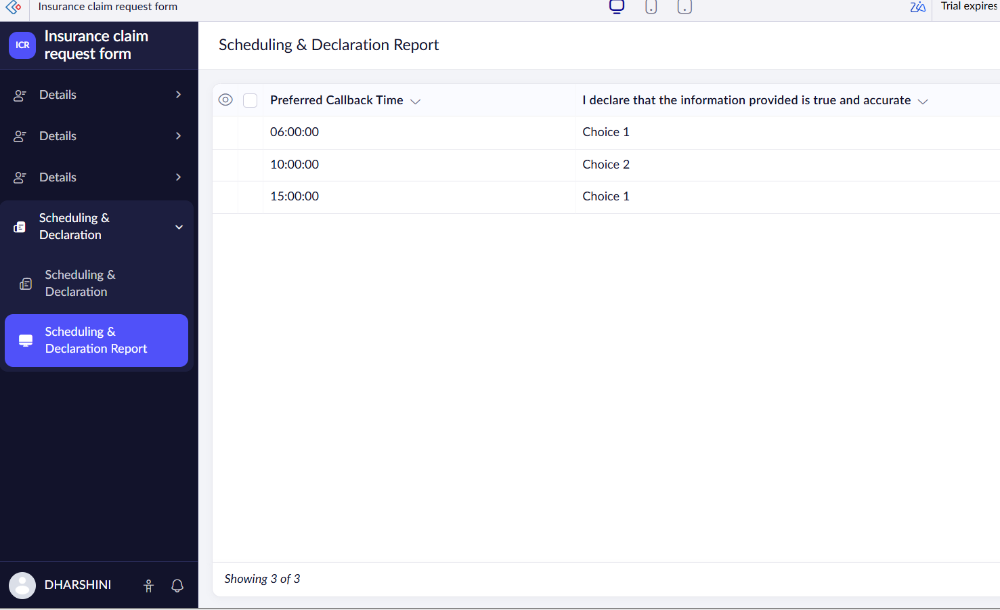 Insurance claim request form
Trial expires
ICR
Insurance claim
request form
Details
Details
Details
Scheduling &
Declaration
Scheduling &
Declaration
Scheduling &
Declaration Report
DHARSHINI
Scheduling & Declaration Report
Preferred Callback Time I declare that the information provided is true and accurate
06:00:00 Choice 1
10:00:00 Choice 2
15:00:00 Choice 1
Showing 3 of 3